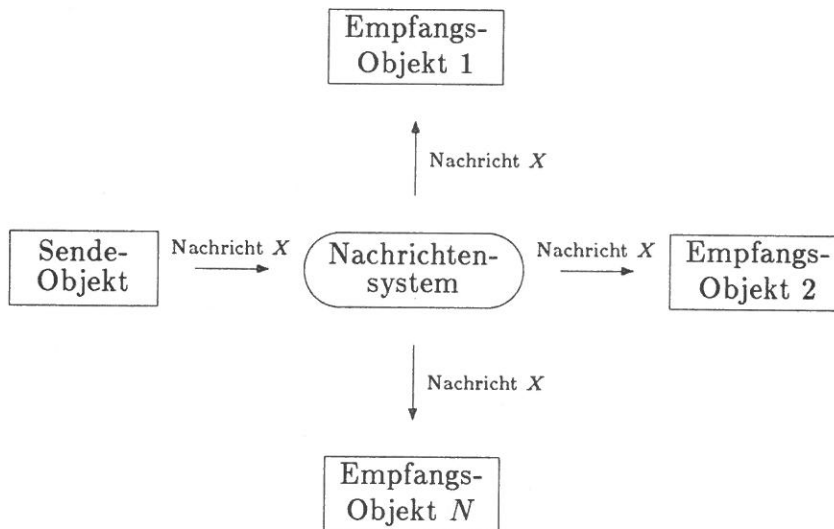 Empfangs-
Objekt 1
Nachricht X
Sende-
Objekt
Nachricht X
Nachrichten-
system
Nachricht X
Empfangs-
Objekt 2
Nachricht X
Empfangs-
Objekt N